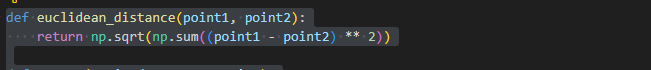 def euclidean_distance(point1, point2):
    return np.sqrt(np.sum((point1 - point2) ** 2))